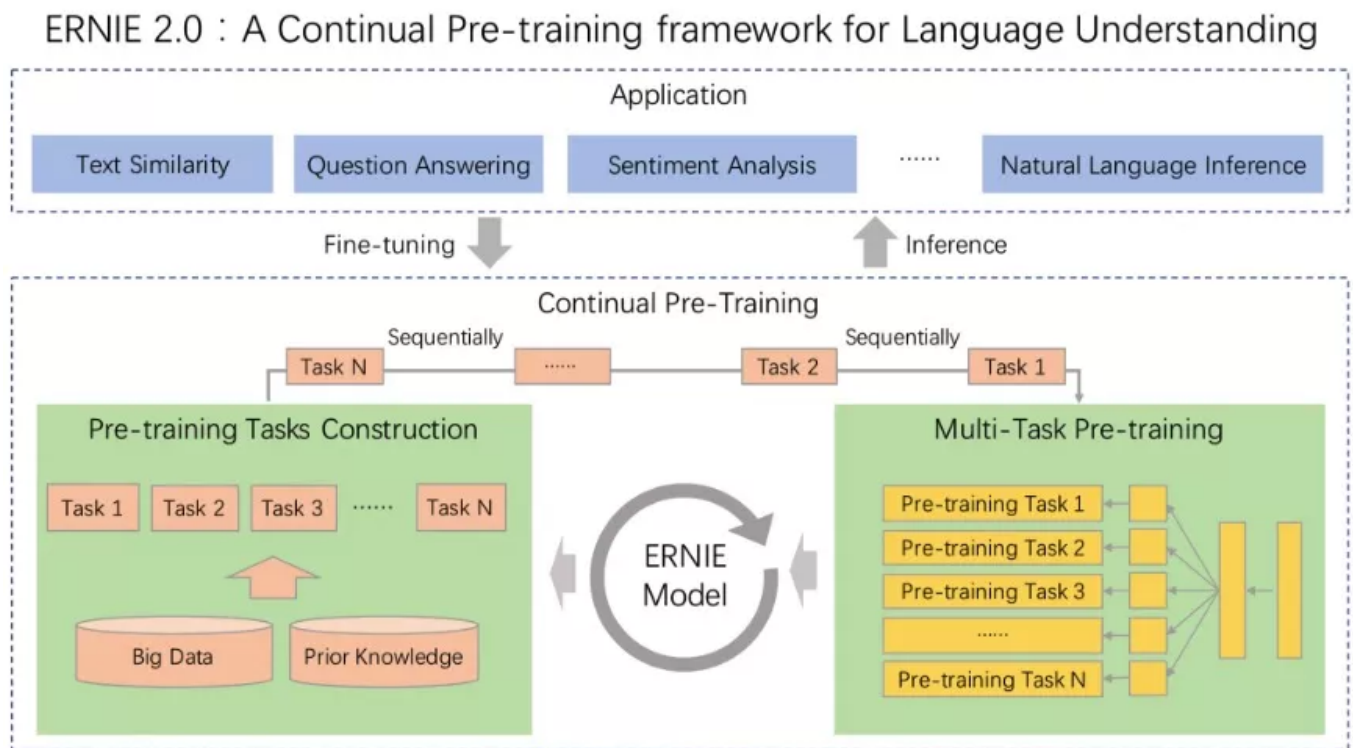 ERNIE 2.0：A Continual Pre-training framework for Language Understanding
Application
Text Similarity
Question Answering
Sentiment Analysis
······
Natural Language Inference
Fine-tuning
Inference
Continual Pre-Training
Sequentially
Sequentially
Task N
······
Task 2
Task 1
Pre-training Tasks Construction
Task 1
Task 2
Task 3
······
Task N
Big Data
Prior Knowledge
ERNIE
Model
Multi-Task Pre-training
Pre-training Task 1
Pre-training Task 2
Pre-training Task 3
······
Pre-training Task N